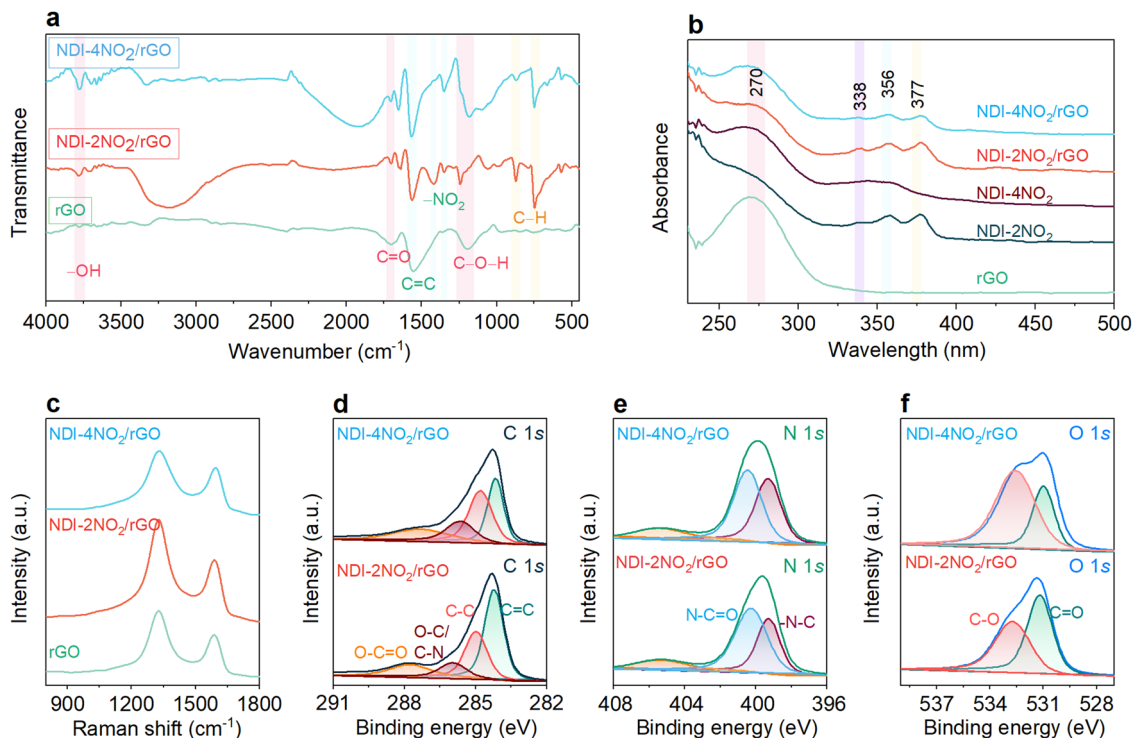 a
NDI-4NO₂/rGO
NDI-2NO₂/rGO
rGO
−OH
C=O
C=C
−NO₂
C−O−H
C−H
Transmittance
4000 3500 3000 2500 2000 1500 1000 500
Wavenumber (cm⁻¹)
b
270 338 356 377
NDI-4NO₂/rGO
NDI-2NO₂/rGO
NDI-4NO₂
NDI-2NO₂
rGO
Absorbance
250 300 350 400 450 500
Wavelength (nm)
c
NDI-4NO₂/rGO
NDI-2NO₂/rGO
rGO
Intensity (a.u.)
900 1200 1500 1800
Raman shift (cm⁻¹)
d
NDI-4NO₂/rGO C 1s
NDI-2NO₂/rGO C 1s
C-C C=C
O-C/
O-C=O C-N
Intensity (a.u.)
291 288 285 282
Binding energy (eV)
e
NDI-4NO₂/rGO N 1s
NDI-2NO₂/rGO N 1s
N-C=O -N-C
Intensity (a.u.)
408 404 400 396
Binding energy (eV)
f
NDI-4NO₂/rGO O 1s
NDI-2NO₂/rGO O 1s
C-O C=O
Intensity (a.u.)
537 534 531 528
Binding energy (eV)